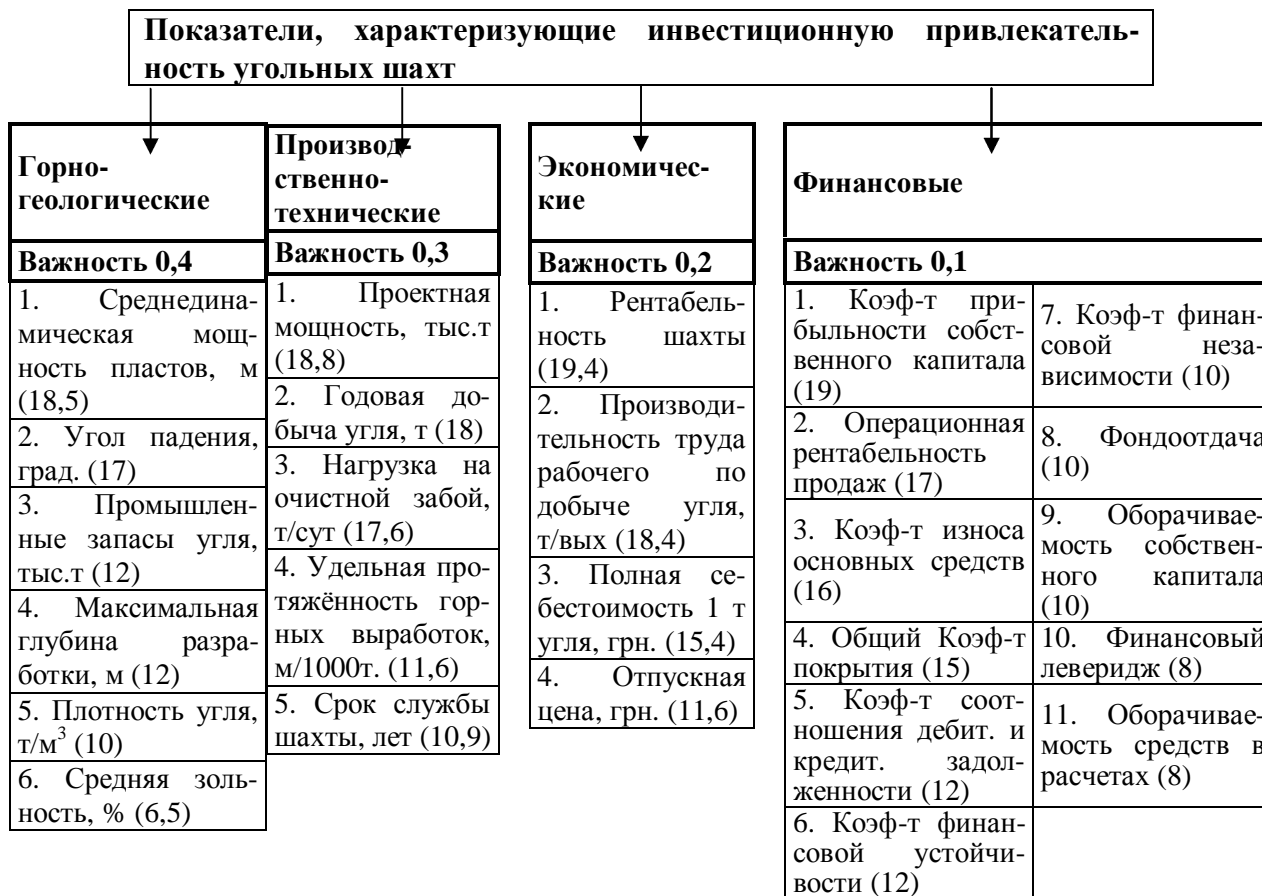 Показатели, характеризующие инвестиционную привлекатель-
ность угольных шахт
Горно-
геологические
Важность 0,4
1. Среднедина-
мическая мощ-
ность пластов, м
(18,5)
2. Угол падения,
град. (17)
3. Промышлен-
ные запасы угля,
тыс.т (12)
4. Максимальная
глубина разра-
ботки, м (12)
5. Плотность угля,
т/м³ (10)
6. Средняя золь-
ность, % (6,5)
Производ-
ственно-
технические
Важность 0,3
1. Проектная
мощность, тыс.т
(18,8)
2. Годовая до-
быча угля, т (18)
3. Нагрузка на
очистной забой,
т/сут (17,6)
4. Удельная про-
тяжённость гор-
ных выработок,
м/1000т. (11,6)
5. Срок службы
шахты, лет (10,9)
Экономичес-
кие
Важность 0,2
1. Рентабель-
ность шахты
(19,4)
2. Производи-
тельность труда
рабочего по
добыче угля,
т/вых (18,4)
3. Полная се-
бестоимость 1 т
угля, грн. (15,4)
4. Отпускная
цена, грн. (11,6)
Финансовые
Важность 0,1
1. Коэф-т при-
быльности собст-
венного капитала
(19)
2. Операционная
рентабельность
продаж (17)
3. Коэф-т износа
основных средств
(16)
4. Общий Коэф-т
покрытия (15)
5. Коэф-т соот-
ношения дебит. и
кредит. задол-
женности (12)
6. Коэф-т финан-
совой устойчи-
вости (12)
7. Коэф-т финан-
совой неза-
висимости (10)
8. Фондоотдача
(10)
9. Оборачивае-
мость собствен-
ного капитала
(10)
10. Финансовый
леверидж (8)
11. Оборачивае-
мость средств в
расчетах (8)